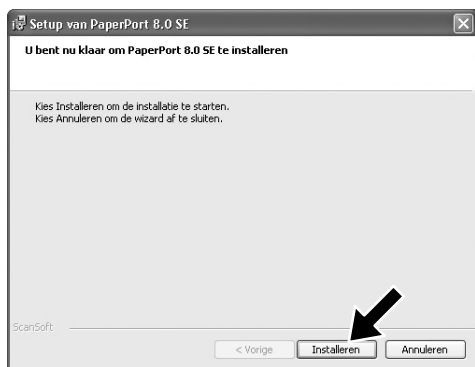 Setup van PaperPort 8.0 SE
U bent nu klaar om PaperPort 8.0 SE te installeren
Kies Installeren om de installatie te starten.
Kies Annuleren om de wizard af te sluiten.
ScanSoft
< Vorige Installeren Annuleren